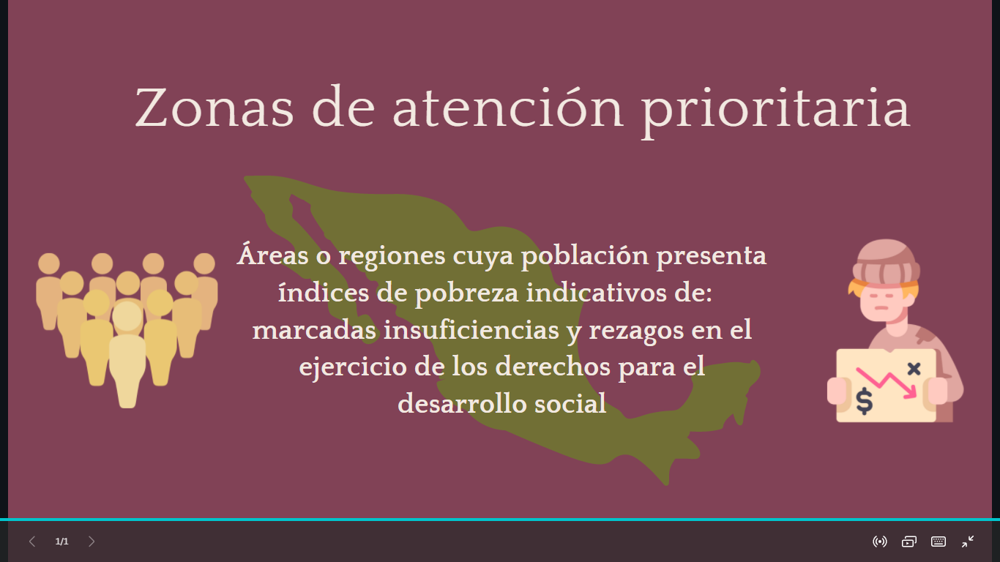 Zonas de atención prioritaria
Áreas o regiones cuya población presenta
índices de pobreza indicativos de:
marcadas insuficiencias y rezagos en el
ejercicio de los derechos para el
desarrollo social
$
1/1